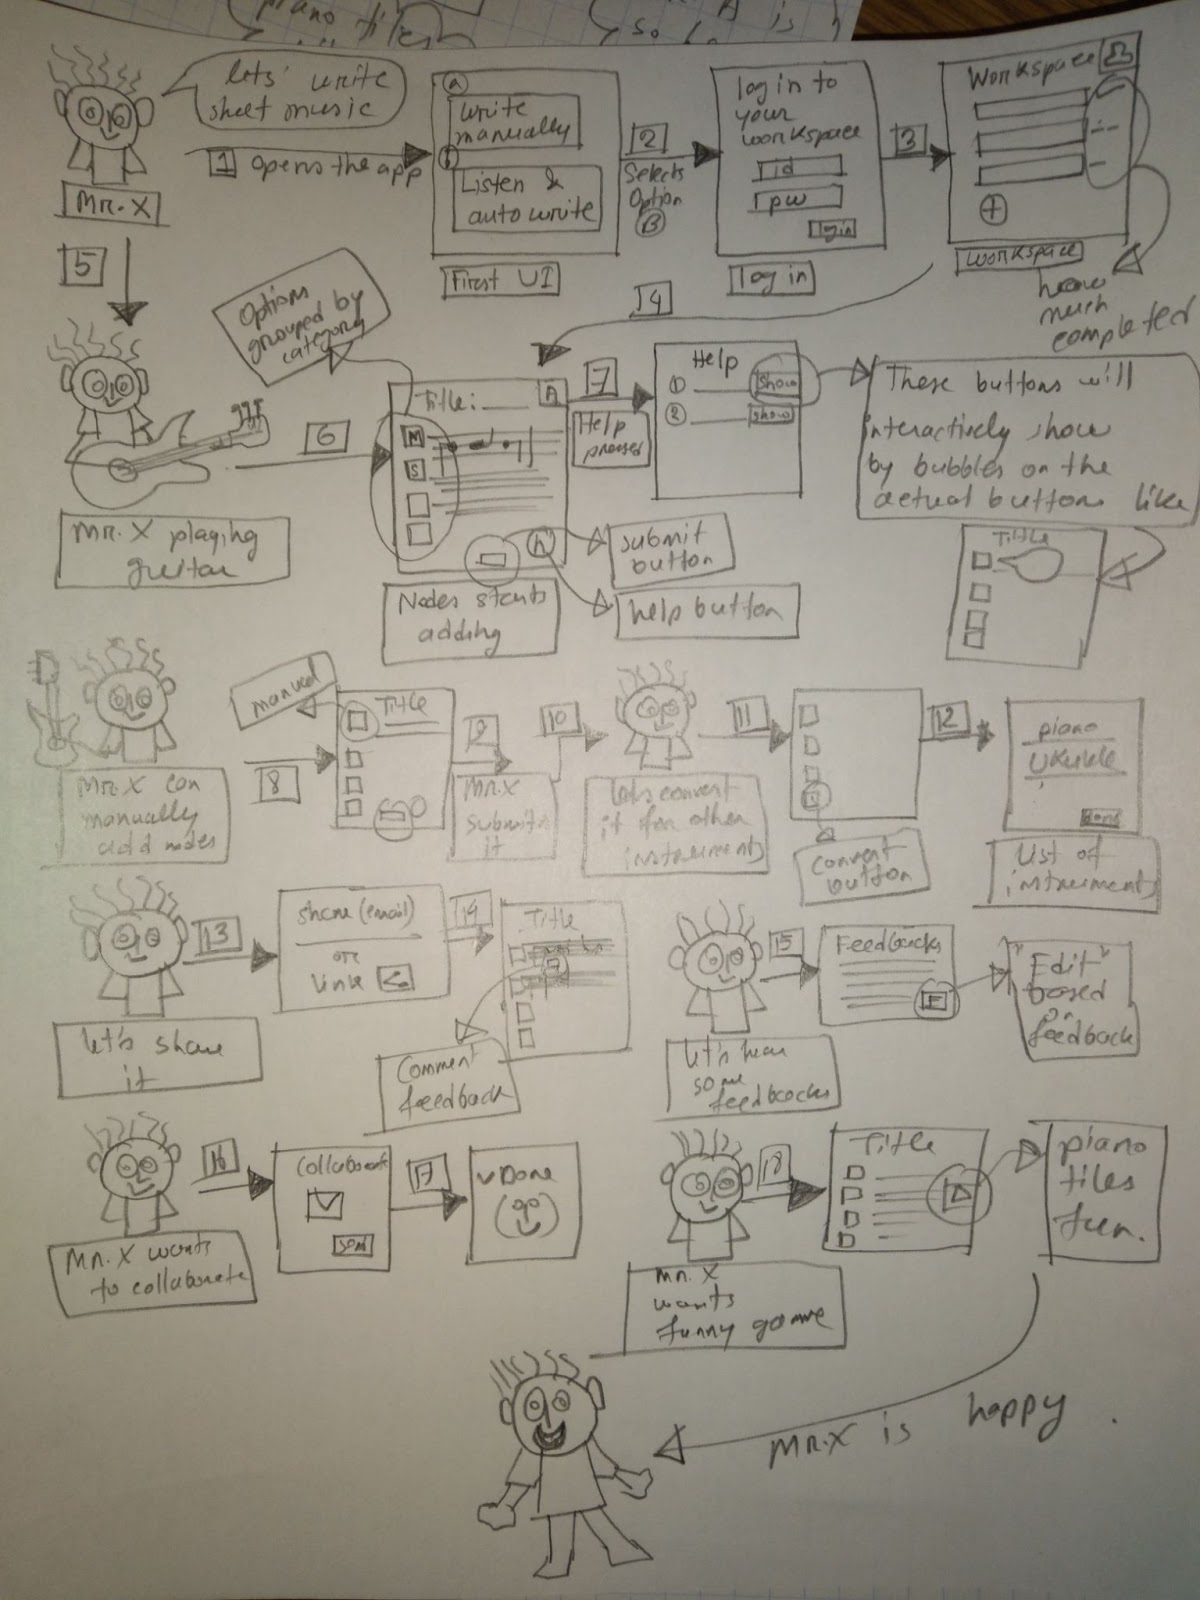 piano tiles
A is
so
lets' write
sheet music
1 opens the app
Mr. X
a
write
manually
Listen &
autowrite
First UI
2
Selects
Option
B
log in to
your
workspace
id
pw
login
log in
3
Workspace
+
workspace
how
much
completed
4
5
Options
grouped by
category
Mr. X playing
guitar
6
Title:
A
M
S
h
Nodes starts
adding
submit
button
help button
7
Help
pressed
Help
1 show
2 show
These buttons will
interactively show
by bubbles on the
actual buttons like
Title
Mr. X can
manually
add nodes
8
manual
Title
9
Mr. X
submits
it
10
lets convert
it for other
instruments
11
convert
button
12
piano
Ukulele
done
List of
instruments
let's share
it
13
share (email)
or
Link
14
Title
Comment
feedback
let's hear
some
feedbacks
15
Feedbacks
F
"Edit"
based
on
feedback
Mr. X wants
to collaborate
16
Collaborate
send
17
Done
Mr. X
wants
funny game
18
Title
piano
tiles
fun.
Mr. X is happy.